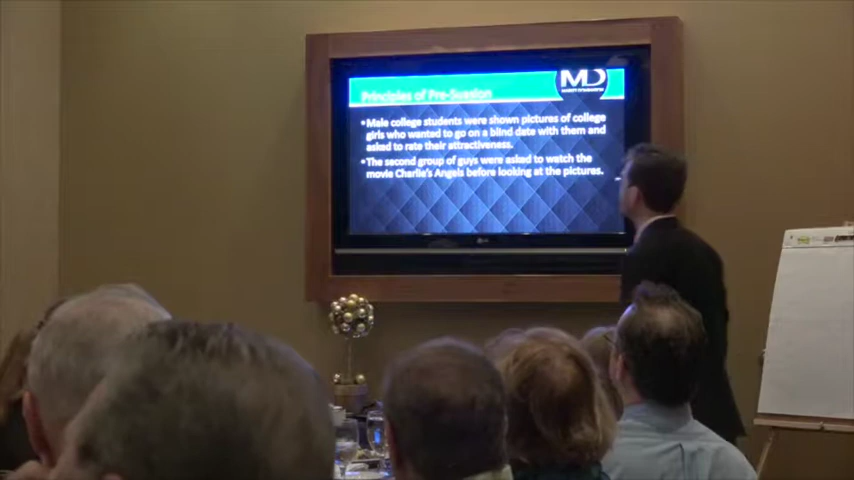 MD
Principles of Pre-Suasion
•Male college students were shown pictures of college
girls who wanted to go on a blind date with them and
asked to rate their attractiveness.
•The second group of guys were asked to watch the
movie Charlie's Angels before looking at the pictures.
LG